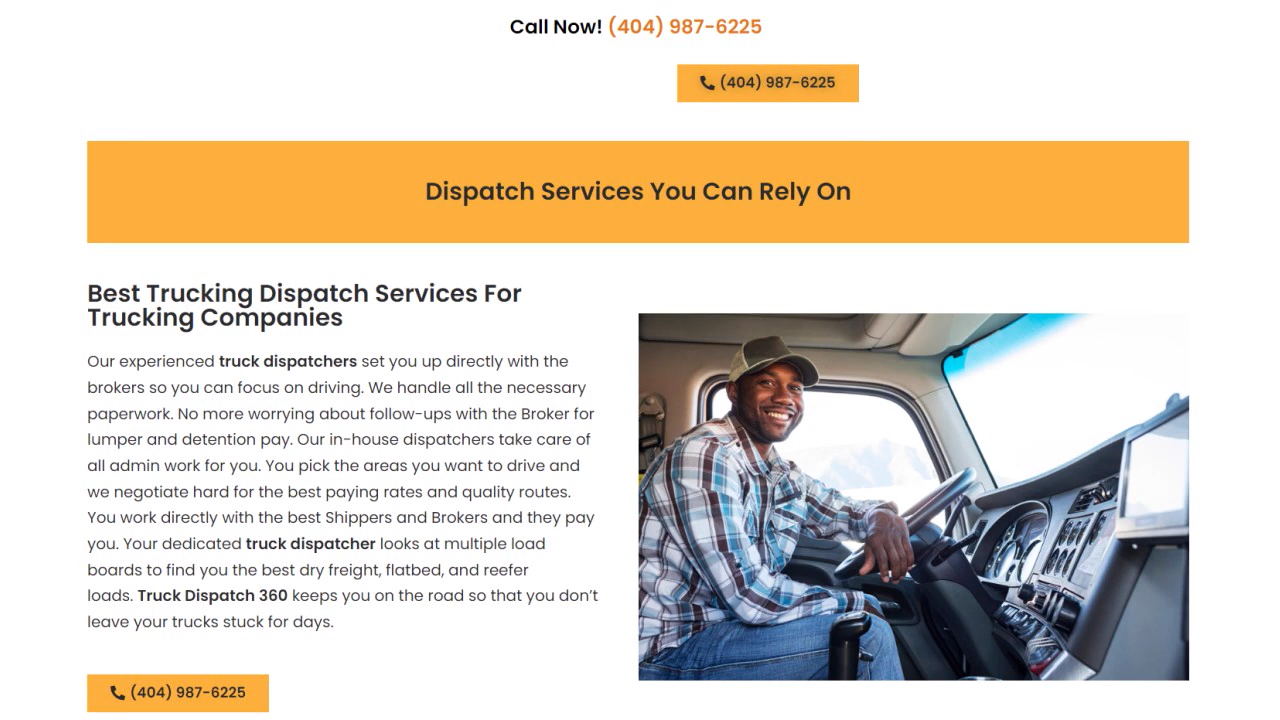 Call Now! (404) 987-6225
(404) 987-6225
Dispatch Services You Can Rely On
Best Trucking Dispatch Services For
Trucking Companies
Our experienced truck dispatchers set you up directly with the
brokers so you can focus on driving. We handle all the necessary
paperwork. No more worrying about follow-ups with the Broker for
lumper and detention pay. Our in-house dispatchers take care of
all admin work for you. You pick the areas you want to drive and
we negotiate hard for the best paying rates and quality routes.
You work directly with the best Shippers and Brokers and they pay
you. Your dedicated truck dispatcher looks at multiple load
boards to find you the best dry freight, flatbed, and reefer
loads. Truck Dispatch 360 keeps you on the road so that you don’t
leave your trucks stuck for days.
(404) 987-6225